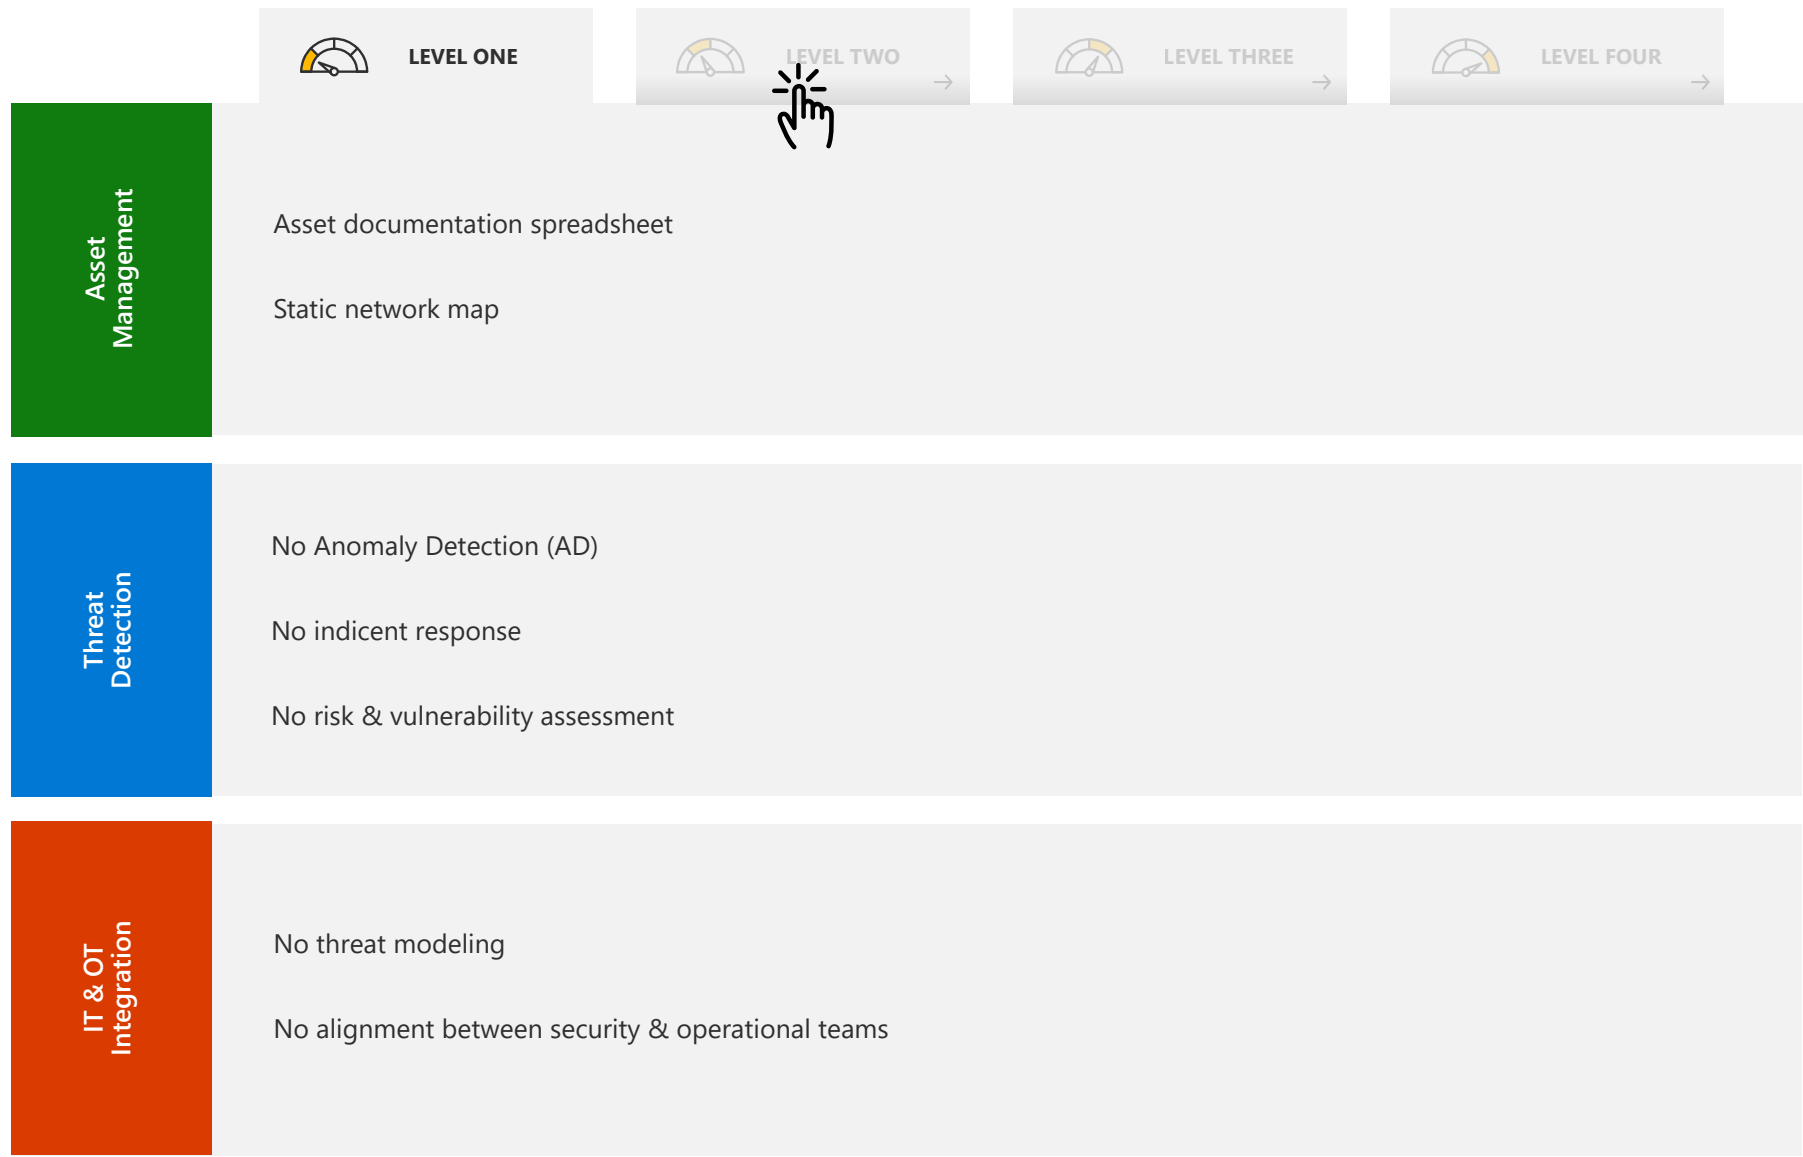 LEVEL ONE
LEVEL TWO
LEVEL THREE
LEVEL FOUR
Asset
Management
Asset documentation spreadsheet
Static network map
Threat
Detection
No Anomaly Detection (AD)
No indicent response
No risk & vulnerability assessment
IT & OT
Integration
No threat modeling
No alignment between security & operational teams